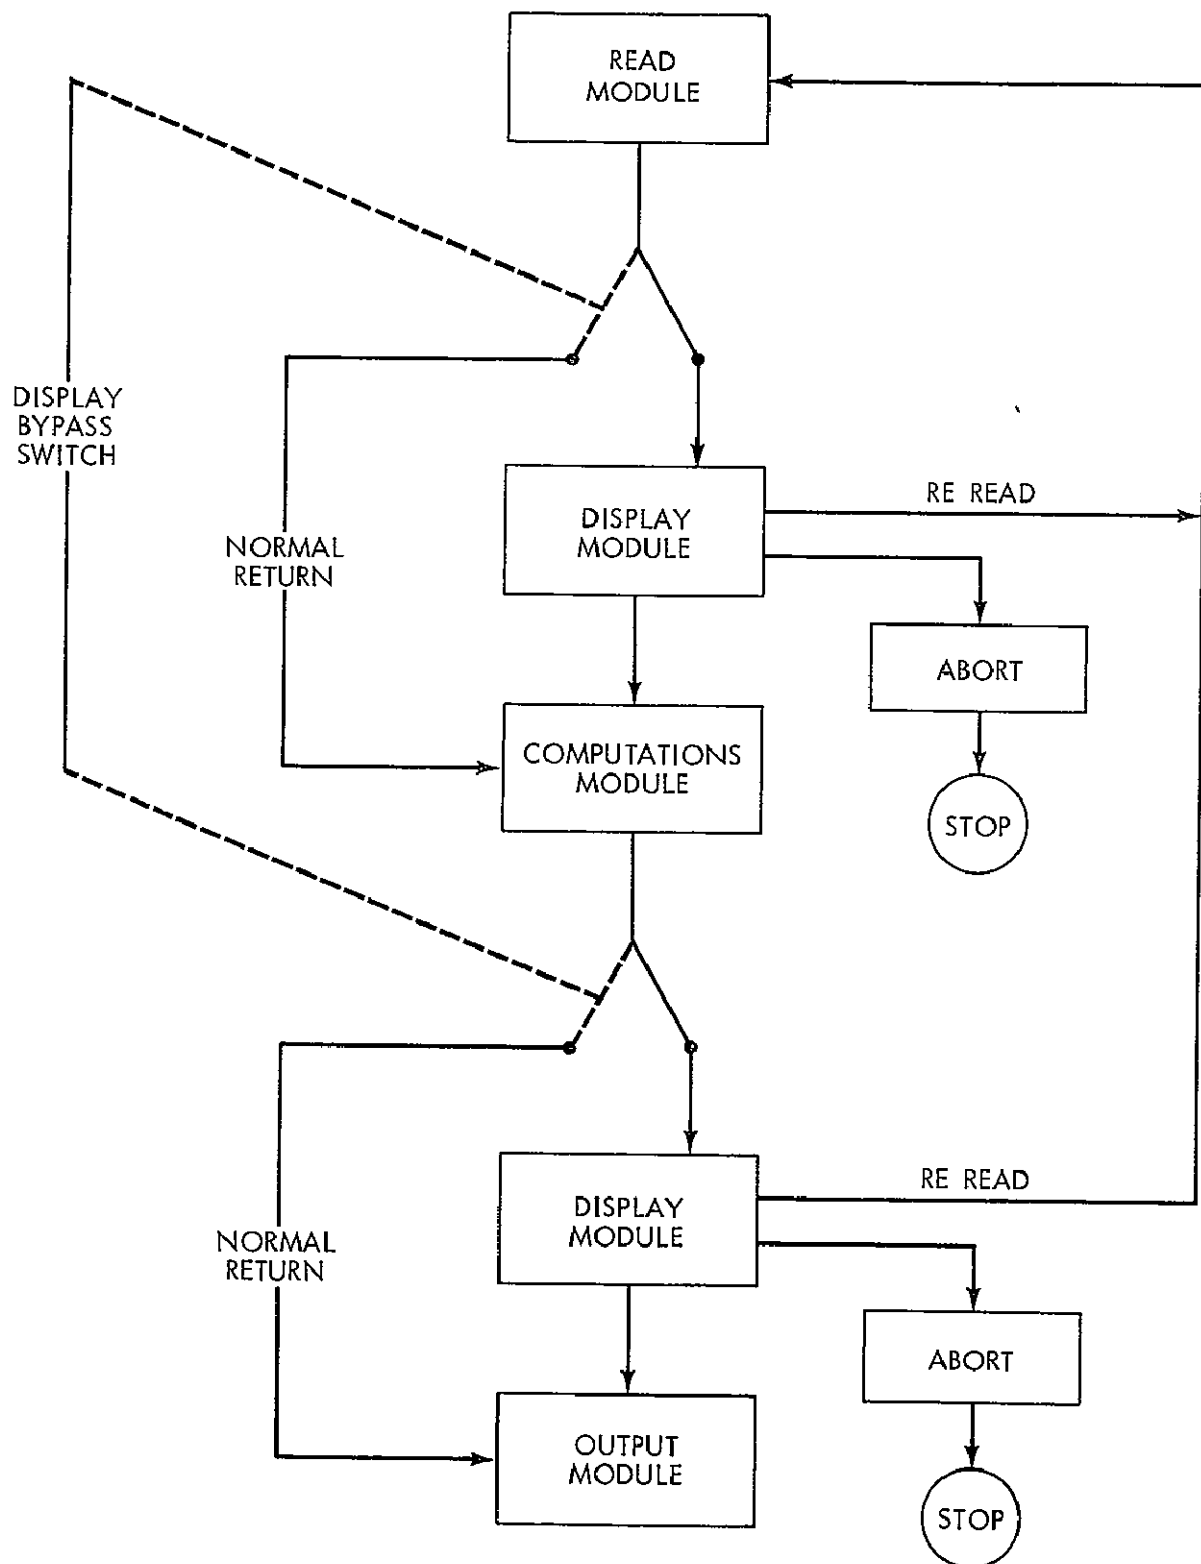 READ
MODULE
DISPLAY
BYPASS
SWITCH
RE READ
DISPLAY
MODULE
NORMAL
RETURN
ABORT
COMPUTATIONS
MODULE
STOP
RE READ
DISPLAY
MODULE
NORMAL
RETURN
ABORT
OUTPUT
MODULE
STOP